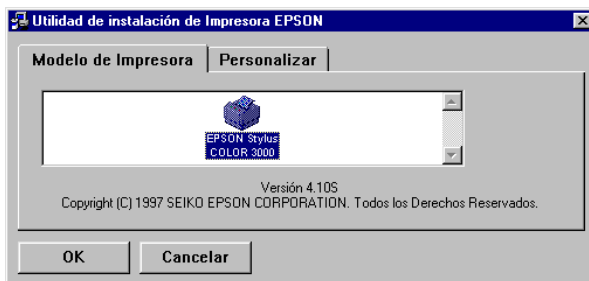 Utilidad de instalación de Impresora EPSON
Modelo de Impresora Personalizar
EPSON Stylus
COLOR 3000
Versión 4.10S
Copyright (C) 1997 SEIKO EPSON CORPORATION. Todos los Derechos Reservados.
OK Cancelar